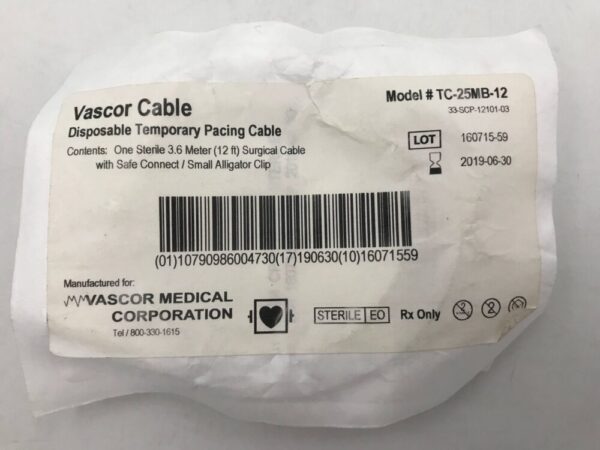 Vascor Cable
Disposable Temporary Pacing Cable
Contents: One Sterile 3.6 Meter (12 ft) Surgical Cable
with Safe Connect / Small Alligator Clip
Model # TC-25MB-12
33-SCP-12101-03
LOT 160715-59
2019-06-30
(01)10790986004730(17)190630(10)16071559
Manufactured for:
VASCOR MEDICAL
CORPORATION
Tel / 800-330-1615
STERILE EO Rx Only